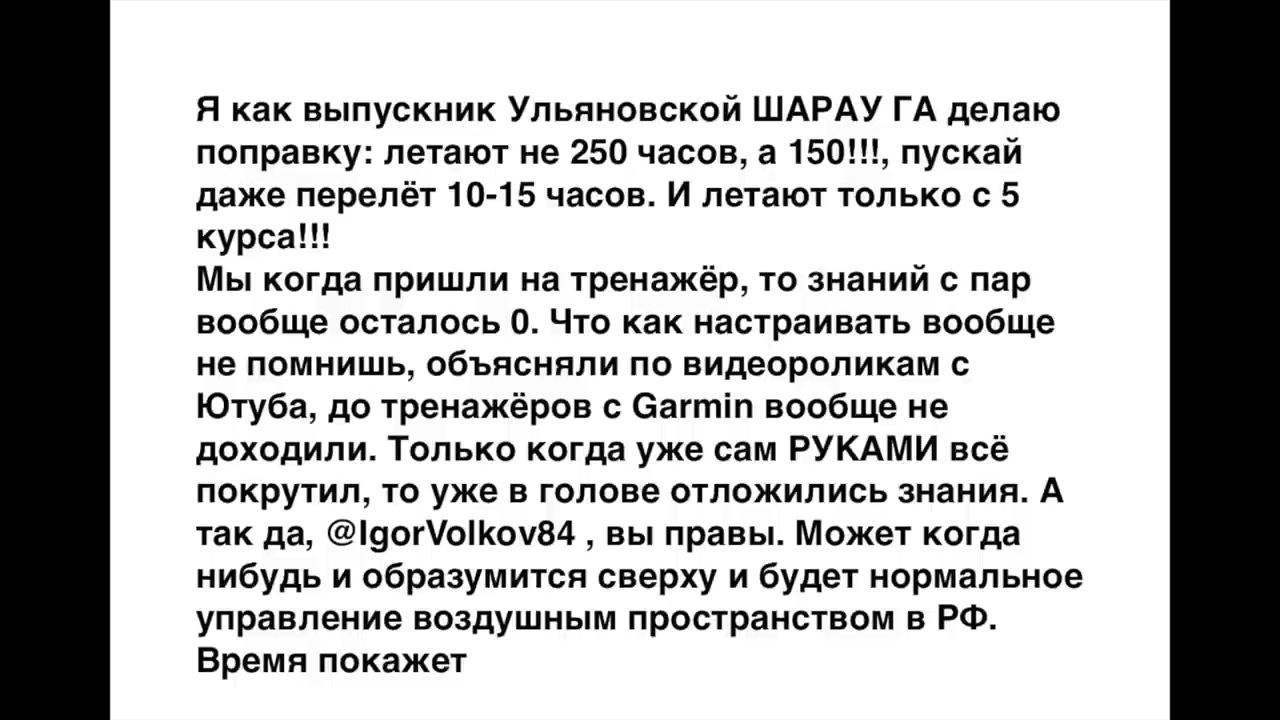 Я как выпускник Ульяновской ШАРАУ ГА делаю
поправку: летают не 250 часов, а 150!!!, пускай
даже перелёт 10-15 часов. И летают только с 5
курса!!!
Мы когда пришли на тренажёр, то знаний с пар
вообще осталось 0. Что как настраивать вообще
не помнишь, объясняли по видеороликам с
Ютуба, до тренажёров с Garmin вообще не
доходили. Только когда уже сам РУКАМИ всё
покрутил, то уже в голове отложились знания. А
так да, @IgorVolkov84 , вы правы. Может когда
нибудь и образумится сверху и будет нормальное
управление воздушным пространством в РФ.
Время покажет